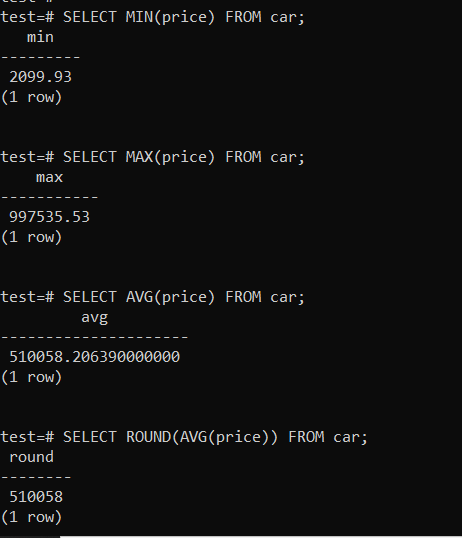 test=# SELECT MIN(price) FROM car;
min
---------
2099.93
(1 row)
test=# SELECT MAX(price) FROM car;
max
-----------
997535.53
(1 row)
test=# SELECT AVG(price) FROM car;
avg
---------------------
510058.206390000000
(1 row)
test=# SELECT ROUND(AVG(price)) FROM car;
round
--------
510058
(1 row)